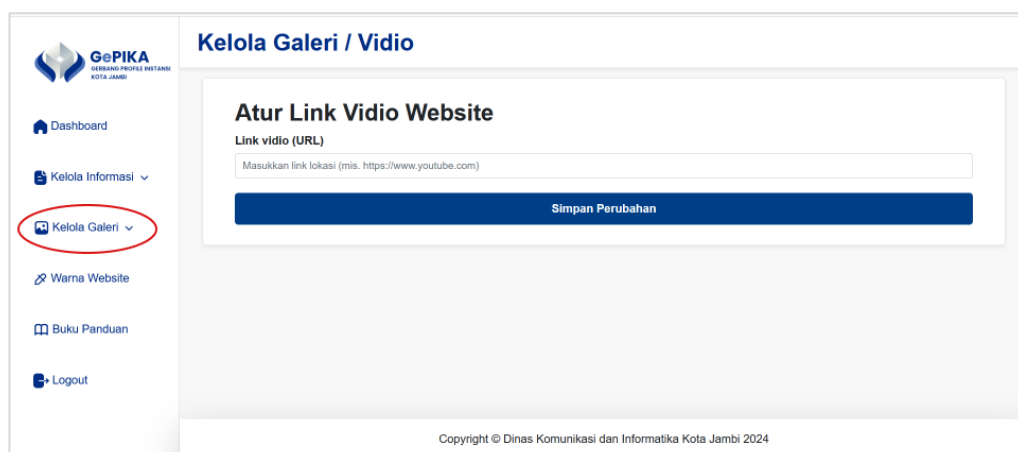 GePIKA
GERBANG PROFILE INSTANSI
KOTA JAMBI
Dashboard
Kelola Informasi
Kelola Galeri
Warna Website
Buku Panduan
Logout
Kelola Galeri / Vidio
Atur Link Vidio Website
Link vidio (URL)
Masukkan link lokasi (mis. https://www.youtube.com)
Simpan Perubahan
Copyright © Dinas Komunikasi dan Informatika Kota Jambi 2024